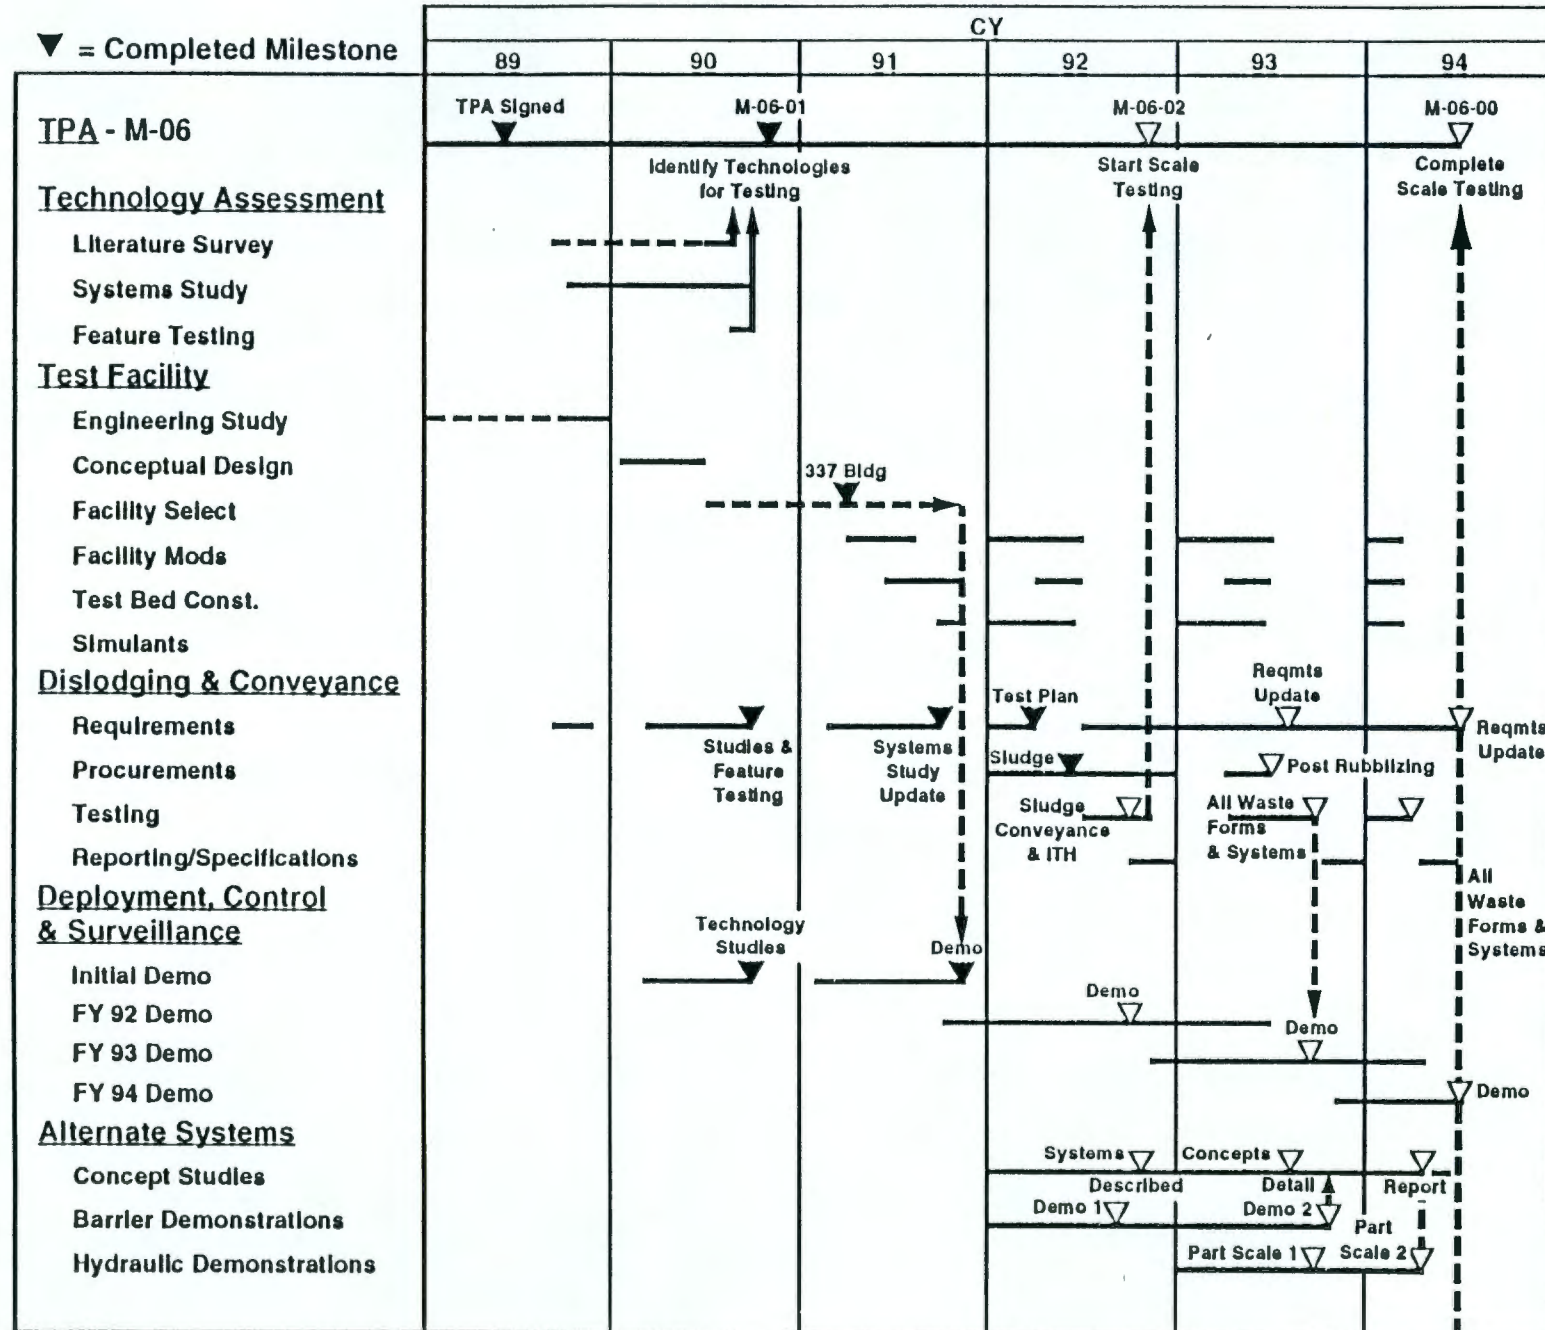 CY
▼ = Completed Milestone
89 90 91 92 93 94
TPA Signed M-06-01 M-06-02 M-06-00
TPA - M-06
Identify Technologies
for Testing
Start Scale
Testing
Complete
Scale Testing
Technology Assessment
Literature Survey
Systems Study
Feature Testing
Test Facility
Engineering Study
Conceptual Design
337 Bldg
Facility Select
Facility Mods
Test Bed Const.
Simulants
Dislodging & Conveyance
Reqmts
Update
Test Plan
Requirements
Studies &
Feature
Testing
Systems
Study
Update
Reqmts
Update
Procurements
Sludge
Post Rubblizing
Testing
Sludge
Conveyance
& ITH
All Waste
Forms
& Systems
Reporting/Specifications
All
Waste
Forms &
Systems
Deployment, Control
& Surveillance
Technology
Studies
Demo
Initial Demo
FY 92 Demo
Demo
FY 93 Demo
Demo
FY 94 Demo
Demo
Alternate Systems
Concept Studies
Systems
Described
Concepts
Detail
Report
Barrier Demonstrations
Demo 1
Demo 2
Hydraulic Demonstrations
Part Scale 1
Part
Scale 2